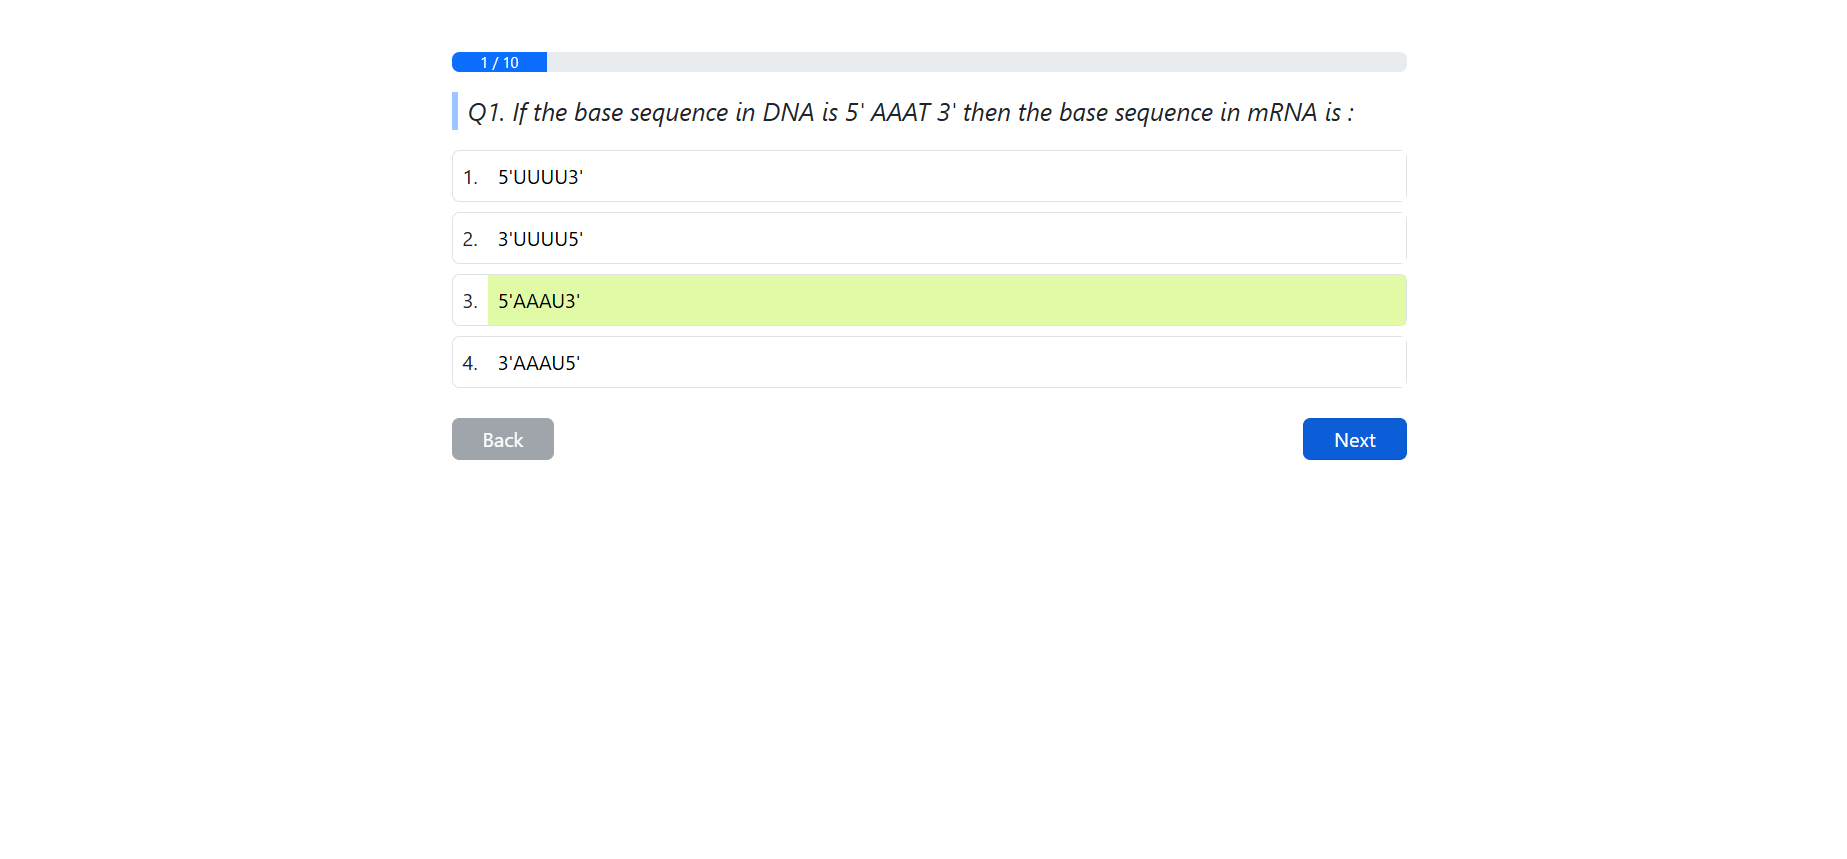 1 / 10
Q1. If the base sequence in DNA is 5' AAAT 3' then the base sequence in mRNA is :
1. 5'UUUU3'
2. 3'UUUU5'
3. 5'AAAU3'
4. 3'AAAU5'
Back Next